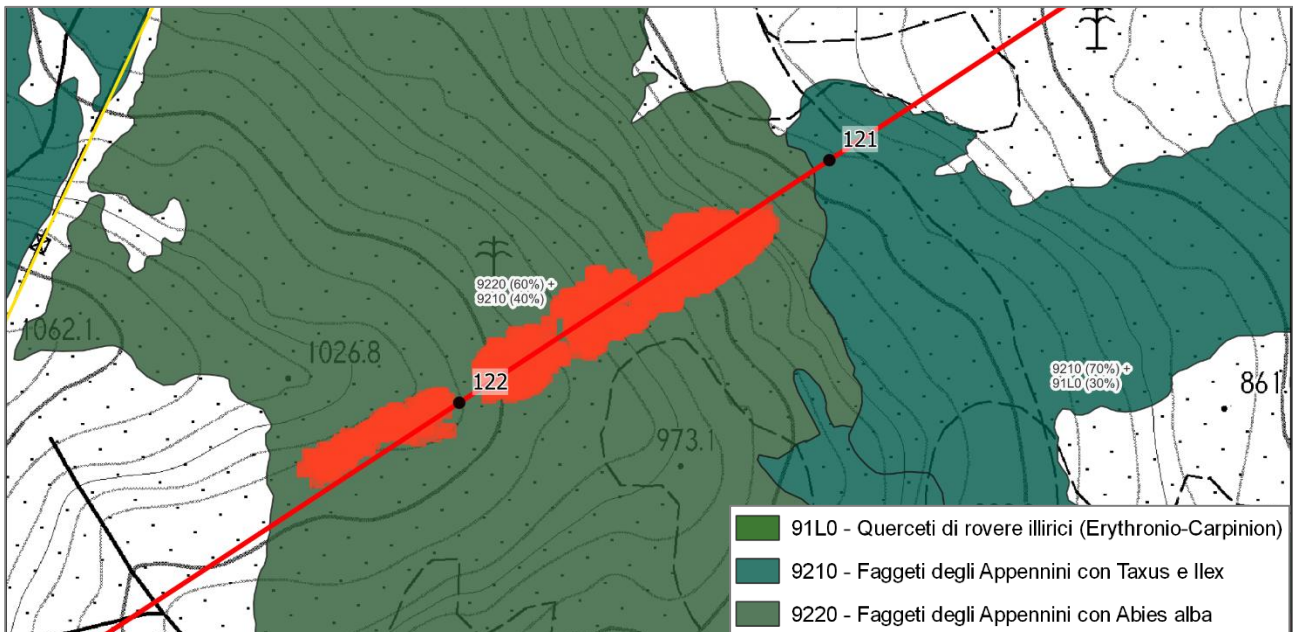 121
9220 (60%) +
9210 (40%)
1062.1.
1026.8
122
9210 (70%) +
91L0 (30%)
861.
973.1
91L0 - Querceti di rovere illirici (Erythronio-Carpinion)
9210 - Faggeti degli Appennini con Taxus e Ilex
9220 - Faggeti degli Appennini con Abies alba